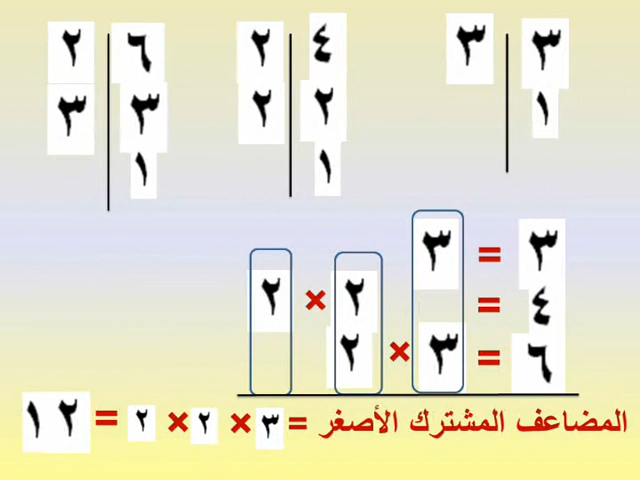 ٣ ٣ ٤ ٢ ٦ ٢
١ ٢ ٢ ٣ ٣
١ ١
٣ = ٣
٤ = ٢ × ٢
٦ = ٣ × ٢
المضاعف المشترك الأصغر = ٣ × ٢ × ٢ = ١٢